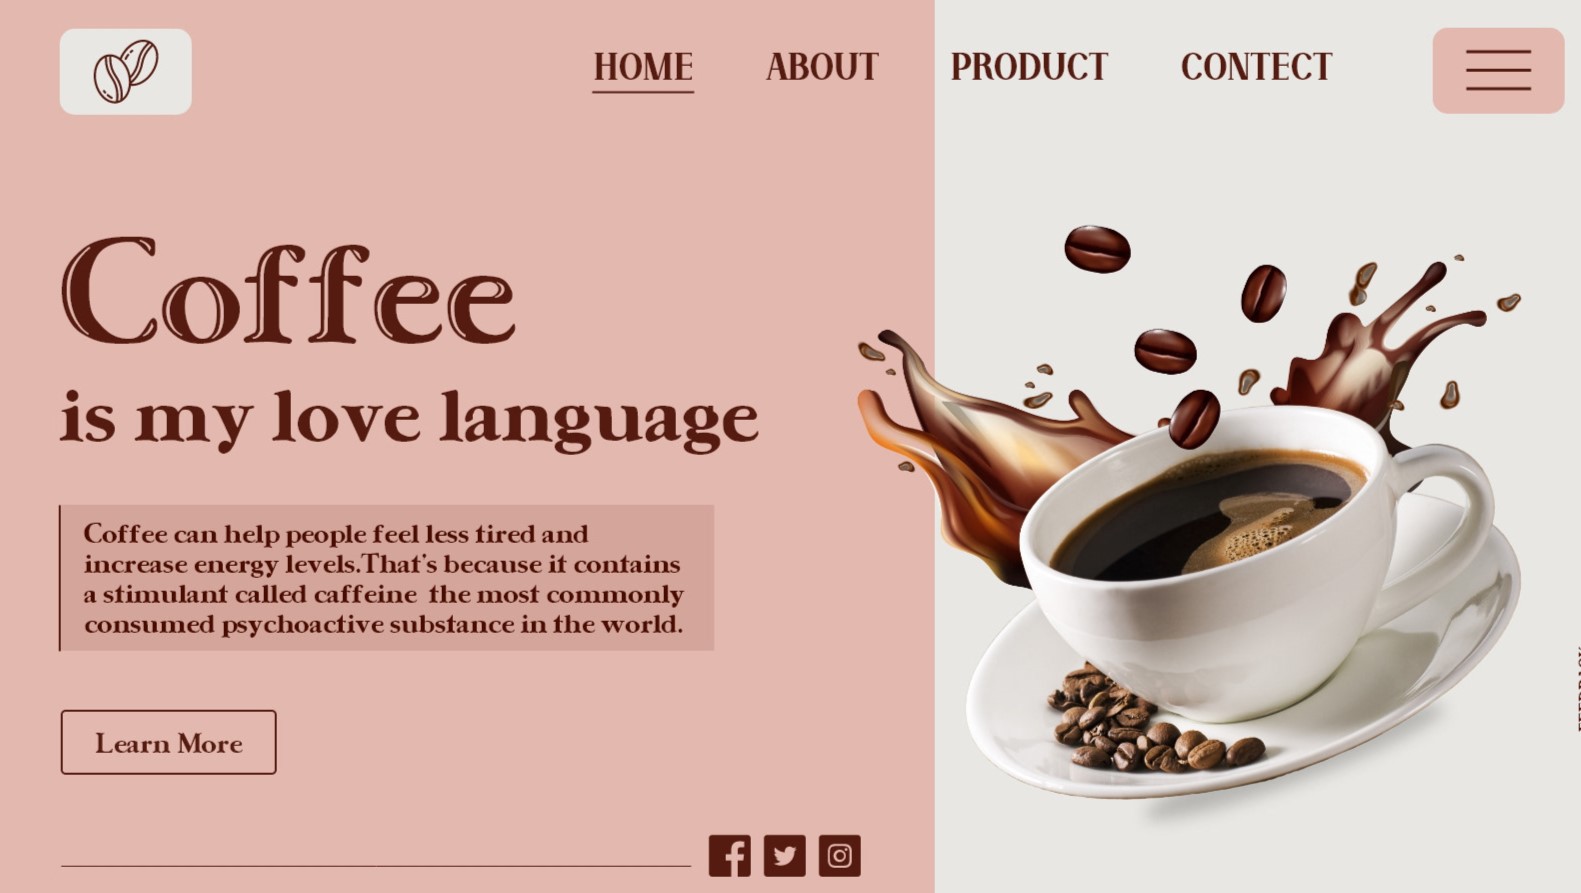 HOME ABOUT PRODUCT CONTECT
Coffee
is my love language
Coffee can help people feel less tired and
increase energy levels.That's because it contains
a stimulant called caffeine  the most commonly
consumed psychoactive substance in the world.
Learn More